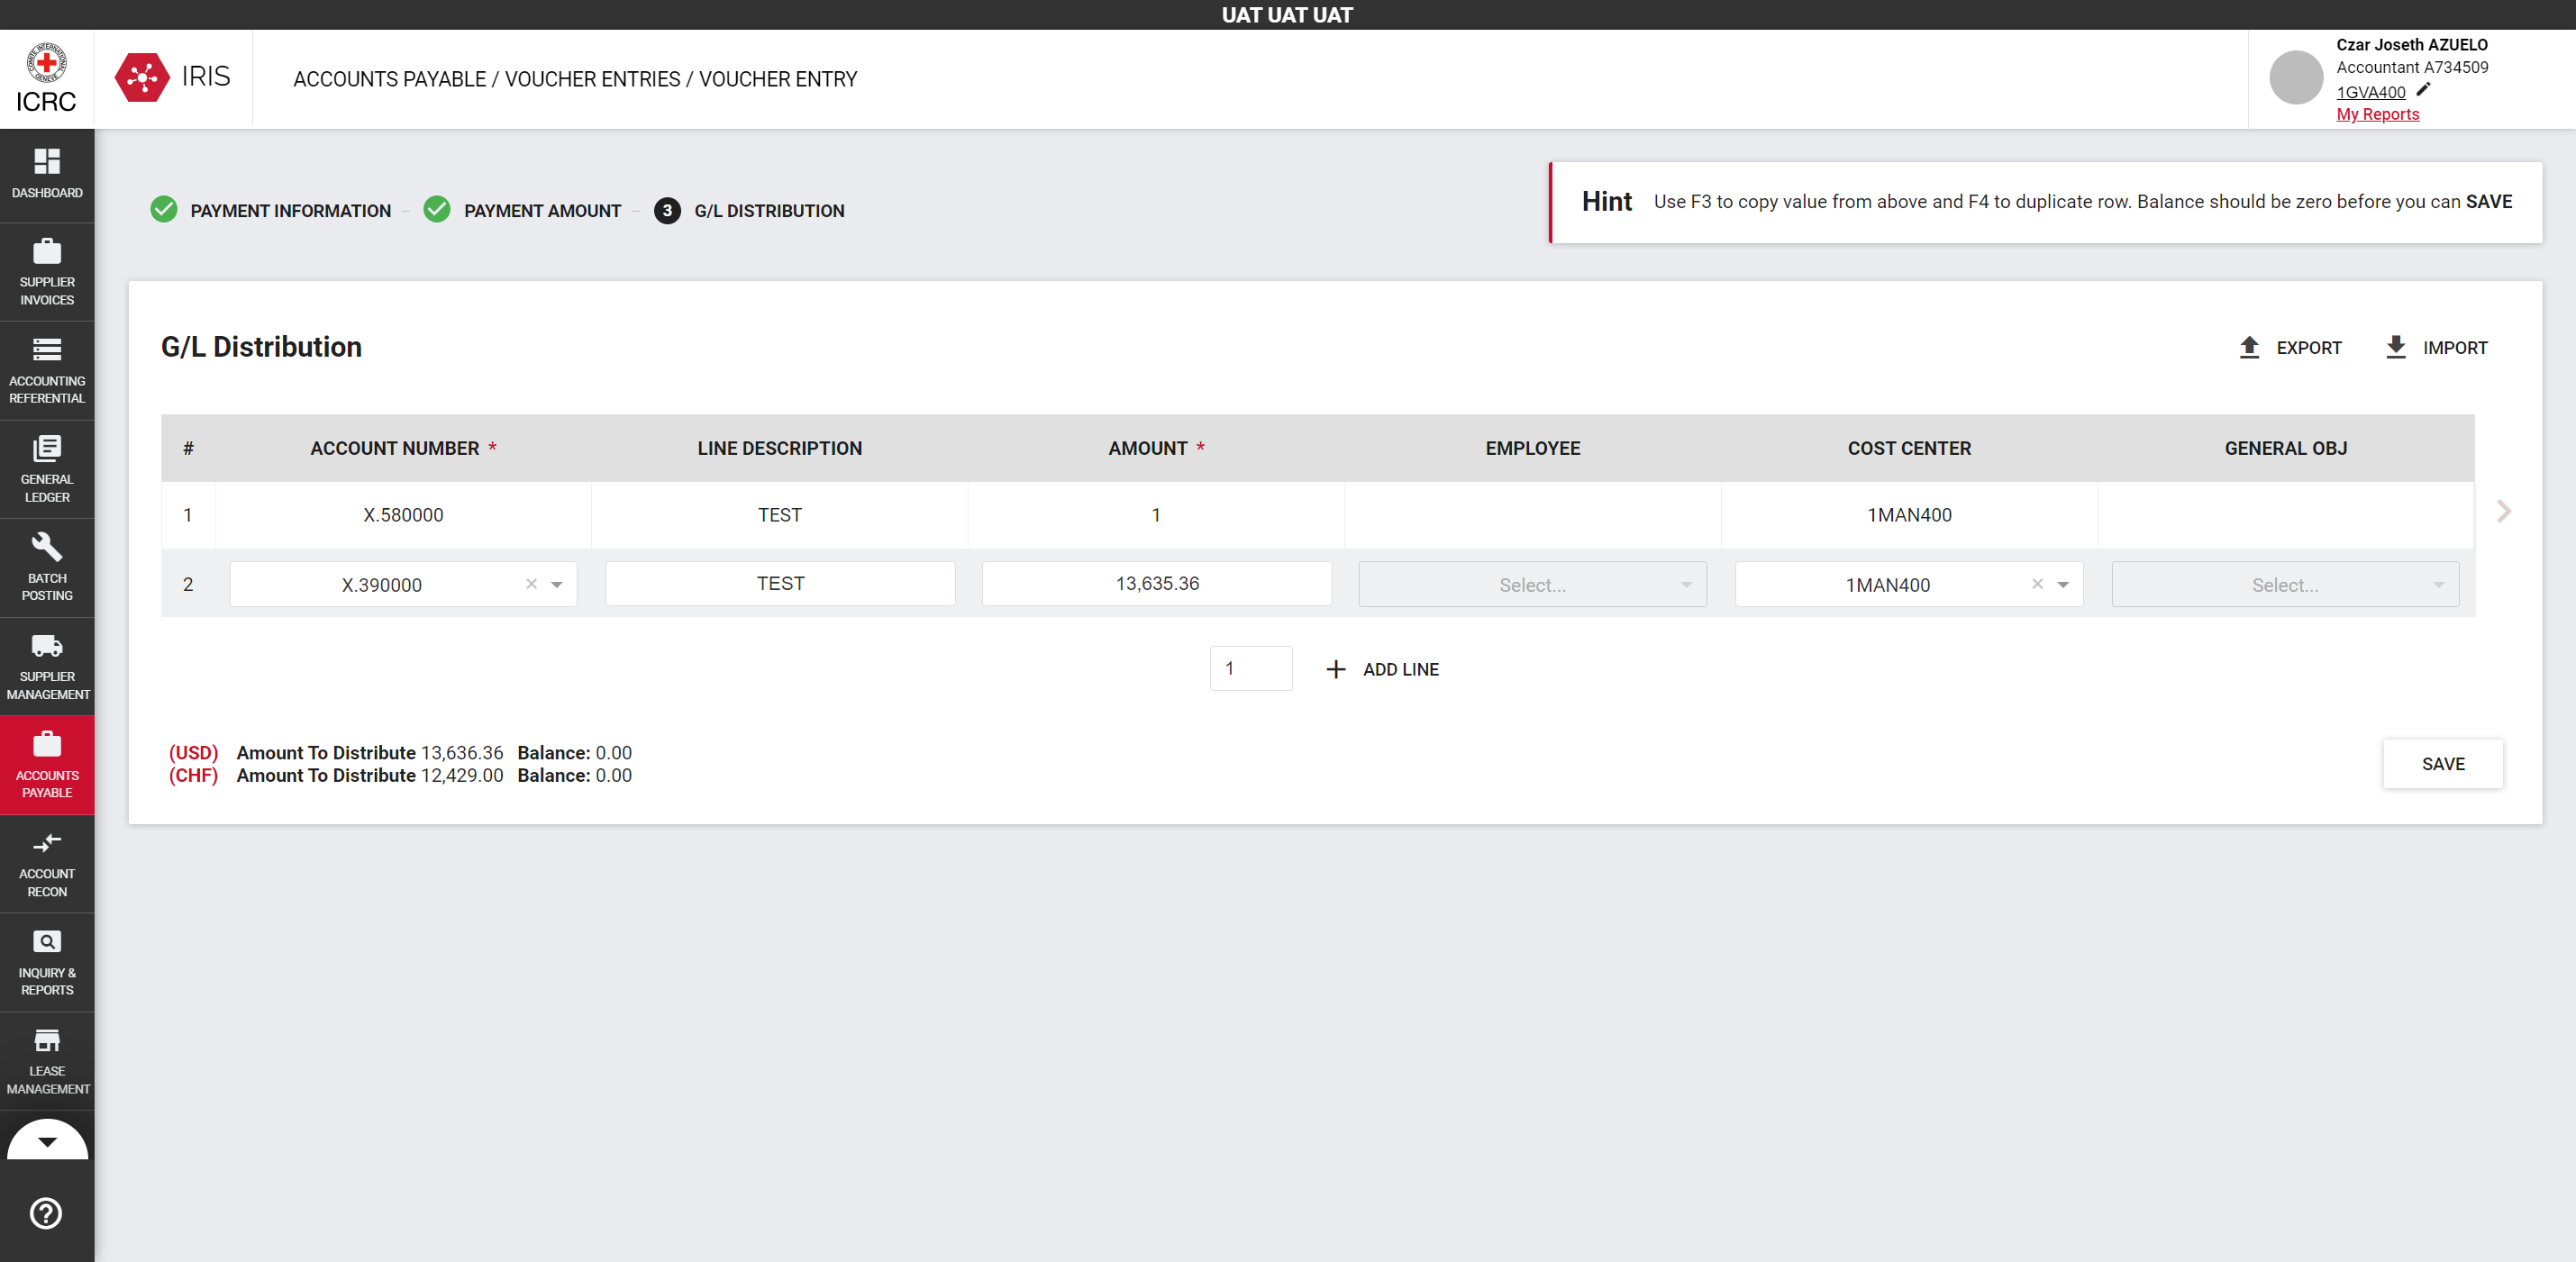 UAT UAT UAT
COMITE INTERNATIONAL GENEVE
ICRC
IRIS
ACCOUNTS PAYABLE / VOUCHER ENTRIES / VOUCHER ENTRY
Czar Joseth AZUELO
Accountant A734509
1GVA400
My Reports
DASHBOARD
SUPPLIER
INVOICES
ACCOUNTING
REFERENTIAL
GENERAL
LEDGER
BATCH
POSTING
SUPPLIER
MANAGEMENT
ACCOUNTS
PAYABLE
ACCOUNT
RECON
INQUIRY &
REPORTS
LEASE
MANAGEMENT
PAYMENT INFORMATION – PAYMENT AMOUNT – 3 G/L DISTRIBUTION
Hint Use F3 to copy value from above and F4 to duplicate row. Balance should be zero before you can SAVE
G/L Distribution
EXPORT IMPORT
# ACCOUNT NUMBER * LINE DESCRIPTION AMOUNT * EMPLOYEE COST CENTER GENERAL OBJ
1 X.580000 TEST 1 1MAN400
2 X.390000 TEST 13,635.36 Select... 1MAN400 Select...
1 ADD LINE
(USD) Amount To Distribute 13,636.36 Balance: 0.00
(CHF) Amount To Distribute 12,429.00 Balance: 0.00
SAVE